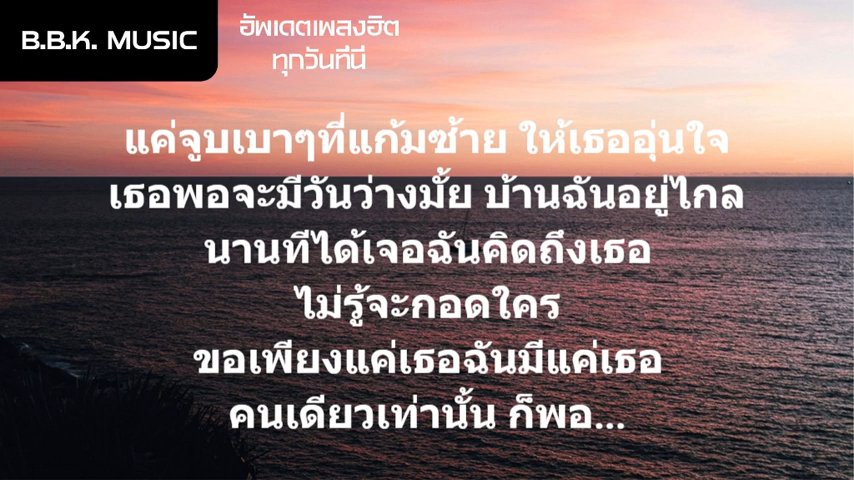 B.B.K. MUSIC
อัพเดตเพลงฮิต
ทุกวันที่นี่
แค่จูบเบาๆที่แก้มซ้าย ให้เธออุ่นใจ
เธอพอจะมีวันว่างมั้ย บ้านฉันอยู่ไกล
นานทีได้เจอฉันคิดถึงเธอ
ไม่รู้จะกอดใคร
ขอเพียงแค่เธอฉันมีแค่เธอ
คนเดียวเท่านั้น ก็พอ...